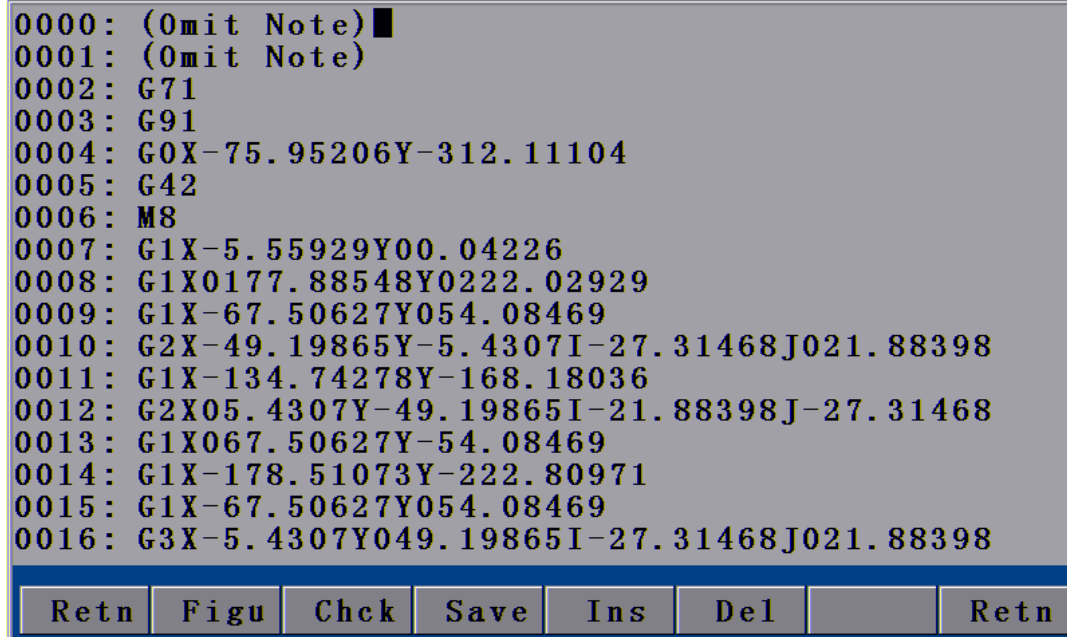 0000: (Omit Note)
0001: (Omit Note)
0002: G71
0003: G91
0004: G0X-75.95206Y-312.11104
0005: G42
0006: M8
0007: G1X-5.55929Y00.04226
0008: G1X0177.88548Y0222.02929
0009: G1X-67.50627Y054.08469
0010: G2X-49.19865Y-5.4307I-27.31468J021.88398
0011: G1X-134.74278Y-168.18036
0012: G2X05.4307Y-49.19865I-21.88398J-27.31468
0013: G1X067.50627Y-54.08469
0014: G1X-178.51073Y-222.80971
0015: G1X-67.50627Y054.08469
0016: G3X-5.4307Y049.19865I-27.31468J021.88398
Retn Figu Chck Save Ins Del Retn